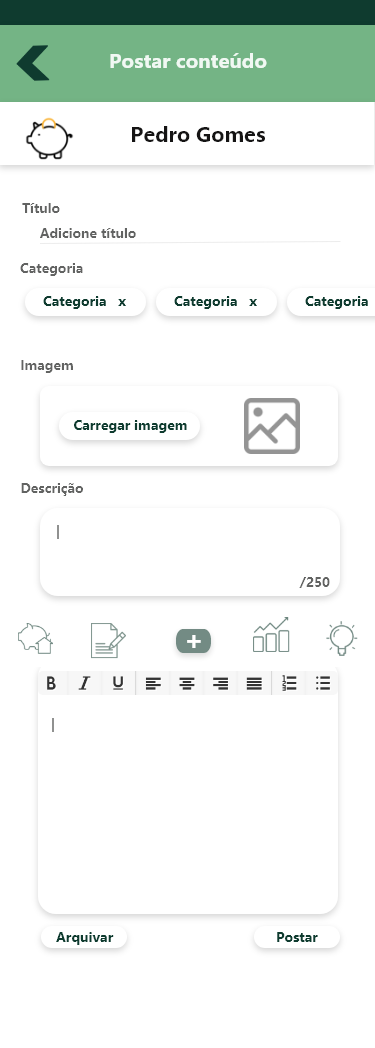 Postar conteúdo
Pedro Gomes
Título
Adicione título
Categoria
Categoria x Categoria x Categoria
Imagem
Carregar imagem
Descrição
/250
B I U
Arquivar Postar